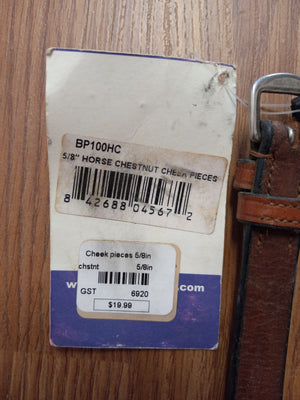 BP100HC
5/8" HORSE CHESTNUT CHEEK PIECES
8 42688 04567 2
Cheek pieces 5/8in
chstnt 5/8in
GST 6920
$19.99
.com